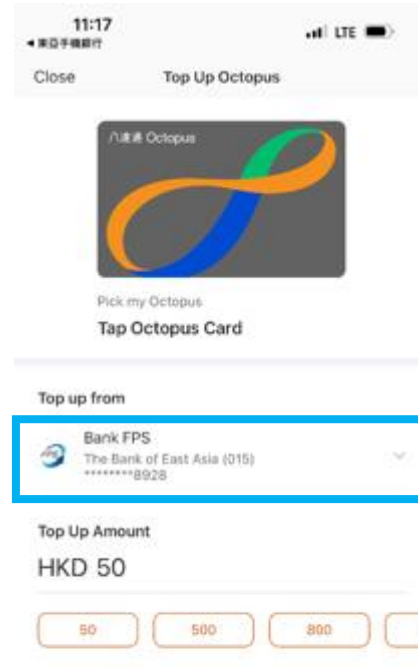 11:17
LTE
◀ 東亞手機銀行
Close
Top Up Octopus
八達通 Octopus
Pick my Octopus
Tap Octopus Card
Top up from
FPS
Bank FPS
The Bank of East Asia (015)
********8928
Top Up Amount
HKD 50
50
500
800